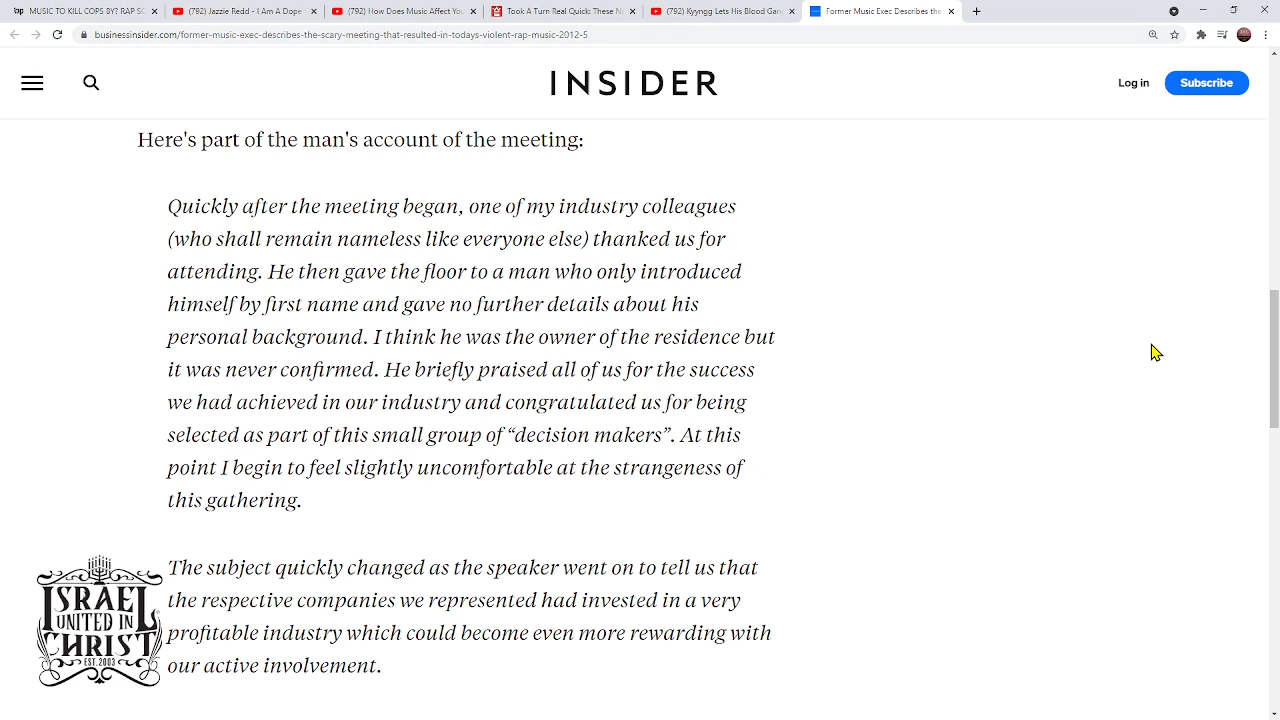 MUSIC TO KILL COPS BY? RAP SO
(792) Jazzie Redd - I Am A Dope
(792) How Does Music Affect You
Took A Turn Real Quick: These N
(792) Kyyngg Lets His Blood Gan
Former Music Exec Describes the
businessinsider.com/former-music-exec-describes-the-scary-meeting-that-resulted-in-todays-violent-rap-music-2012-5
INSIDER
Log in
Subscribe
Here's part of the man's account of the meeting:
Quickly after the meeting began, one of my industry colleagues
(who shall remain nameless like everyone else) thanked us for
attending. He then gave the floor to a man who only introduced
himself by first name and gave no further details about his
personal background. I think he was the owner of the residence but
it was never confirmed. He briefly praised all of us for the success
we had achieved in our industry and congratulated us for being
selected as part of this small group of “decision makers”. At this
point I begin to feel slightly uncomfortable at the strangeness of
this gathering.
The subject quickly changed as the speaker went on to tell us that
the respective companies we represented had invested in a very
profitable industry which could become even more rewarding with
our active involvement.
ISRAEL
UNITED IN
CHRIST
EST. 2003